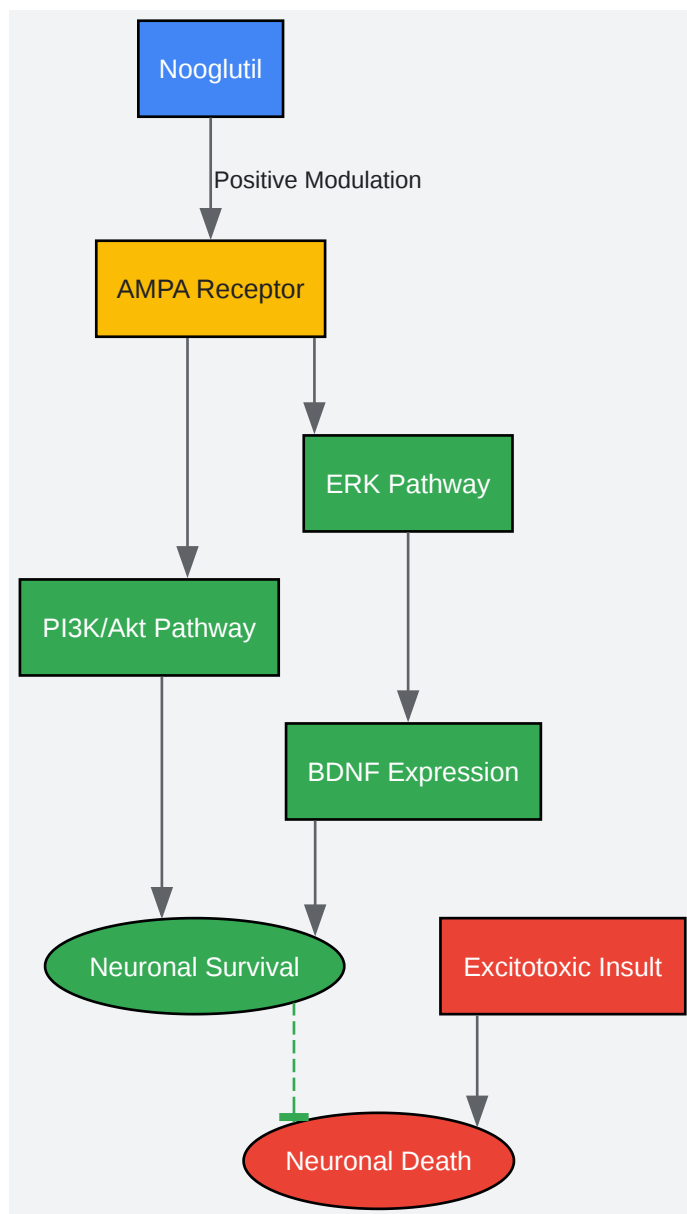 Nooglutil
Positive Modulation
AMPA Receptor
ERK Pathway
PI3K/Akt Pathway
BDNF Expression
Neuronal Survival
Excitotoxic Insult
Neuronal Death